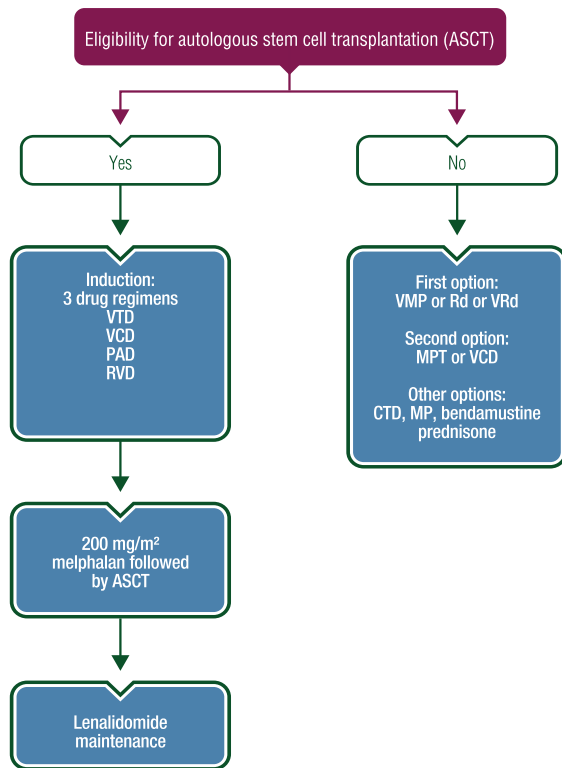 Eligibility for autologous stem cell transplantation (ASCT)
Yes
No
Induction:
3 drug regimens
VTD
VCD
PAD
RVD
First option:
VMP or Rd or VRd
Second option:
MPT or VCD
Other options:
CTD, MP, bendamustine
prednisone
200 mg/m²
melphalan followed
by ASCT
Lenalidomide
maintenance